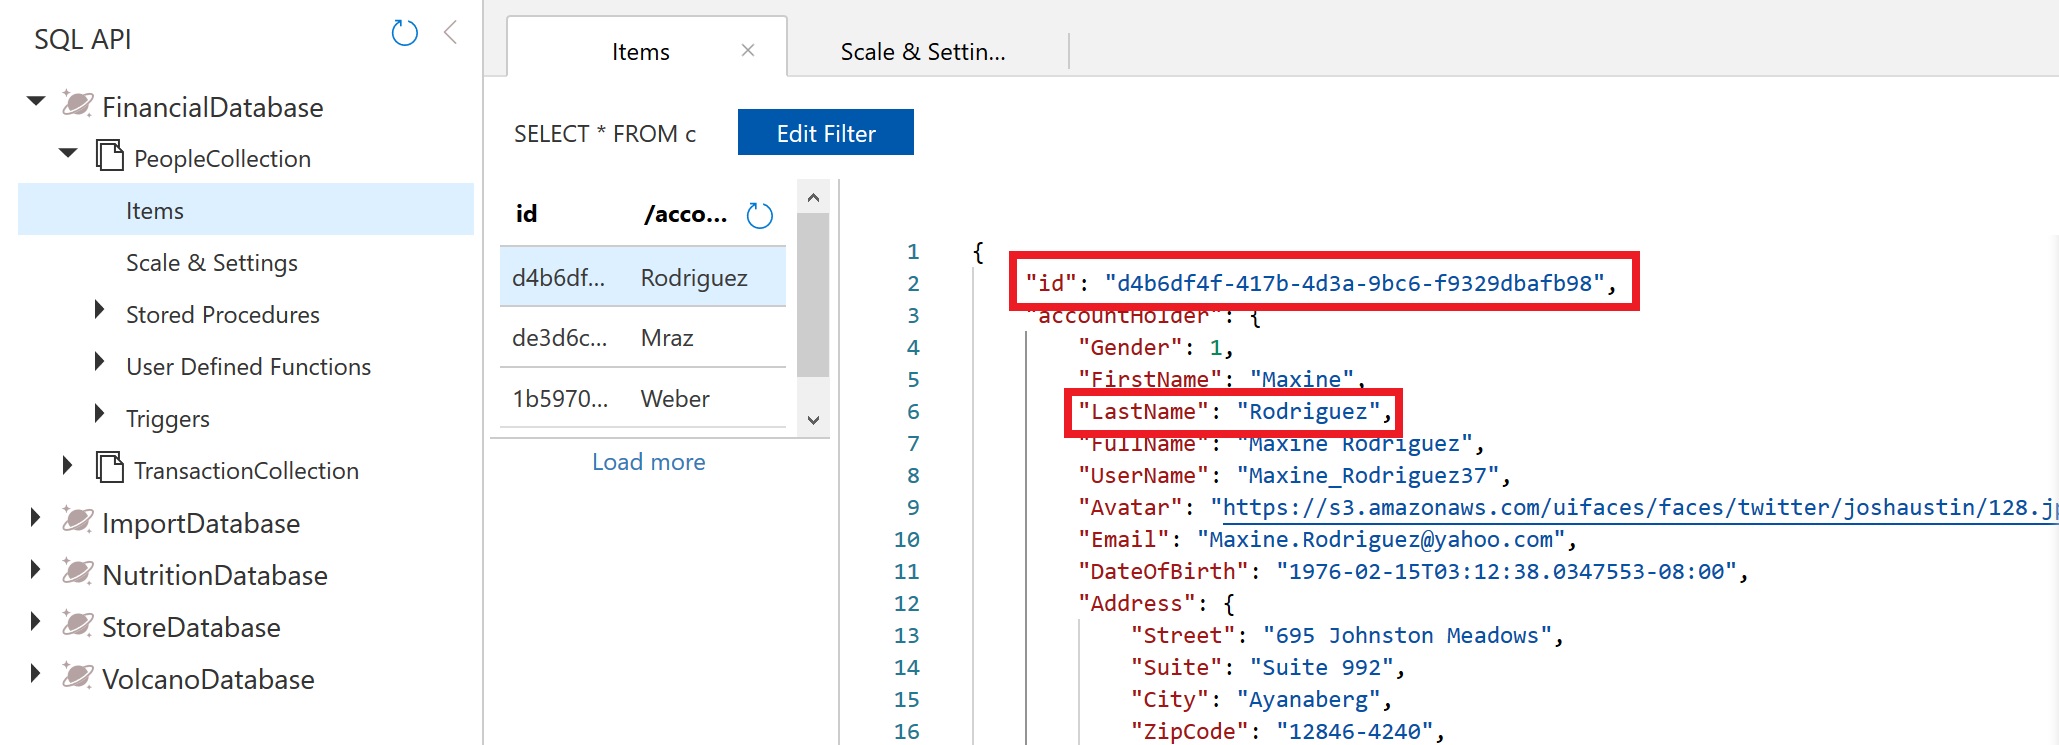 SQL API
FinancialDatabase
PeopleCollection
Items
Scale & Settings
Stored Procedures
User Defined Functions
Triggers
TransactionCollection
ImportDatabase
NutritionDatabase
StoreDatabase
VolcanoDatabase
Items
Scale & Settin...
SELECT * FROM c
Edit Filter
id /acco...
d4b6df... Rodriguez
de3d6c... Mraz
1b5970... Weber
Load more
1 {
2 "id": "d4b6df4f-417b-4d3a-9bc6-f9329dbafb98",
3 "accountHolder": {
4 "Gender": 1,
5 "FirstName": "Maxine",
6 "LastName": "Rodriguez",
7 "FullName": "Maxine Rodriguez",
8 "UserName": "Maxine_Rodriguez37",
9 "Avatar": "https://s3.amazonaws.com/uifaces/faces/twitter/joshaustin/128.jp
10 "Email": "Maxine.Rodriguez@yahoo.com",
11 "DateOfBirth": "1976-02-15T03:12:38.0347553-08:00",
12 "Address": {
13 "Street": "695 Johnston Meadows",
14 "Suite": "Suite 992",
15 "City": "Ayanaberg",
16 "ZipCode": "12846-4240",